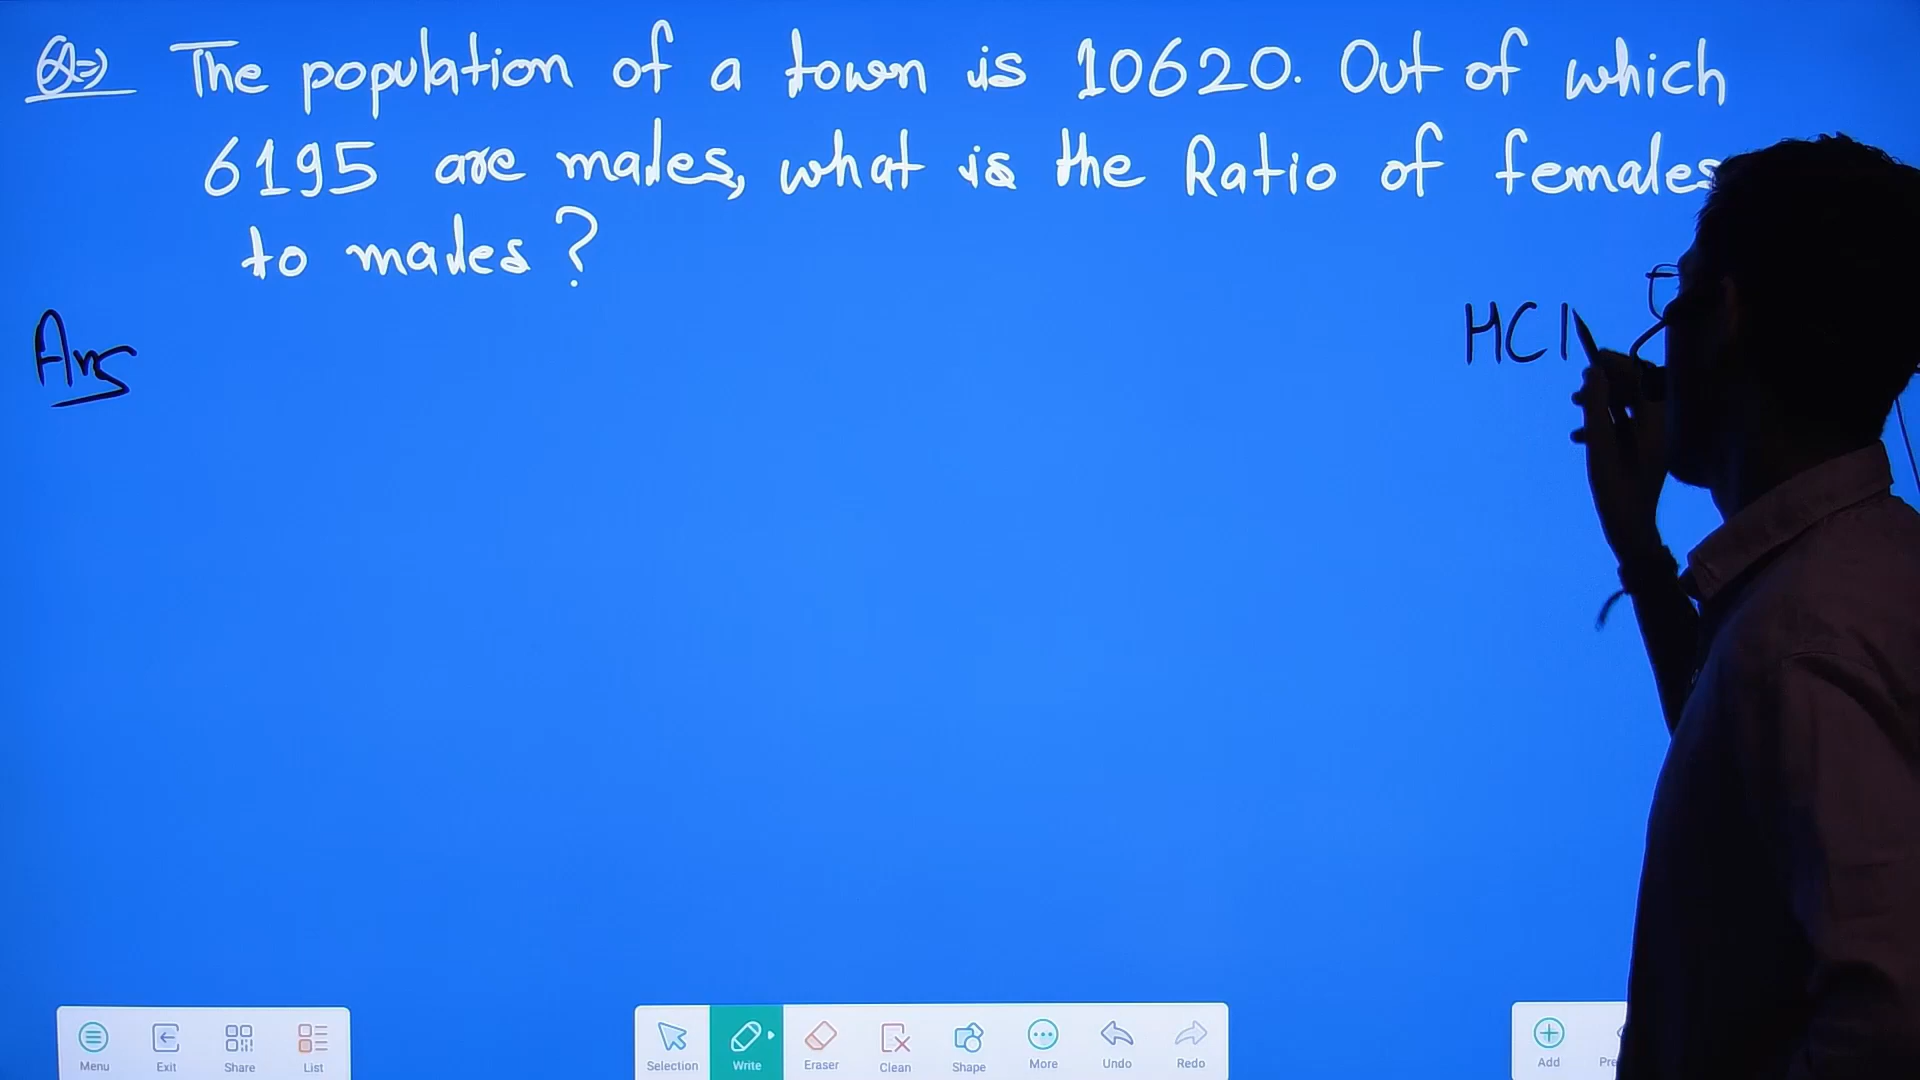 Q⇒ The population of a town is 10620. Out of which
6195 are males, what is the Ratio of females
to males ?
Ans
Menu Exit Share List
Selection Write Eraser Clean Shape More Undo Redo
Add